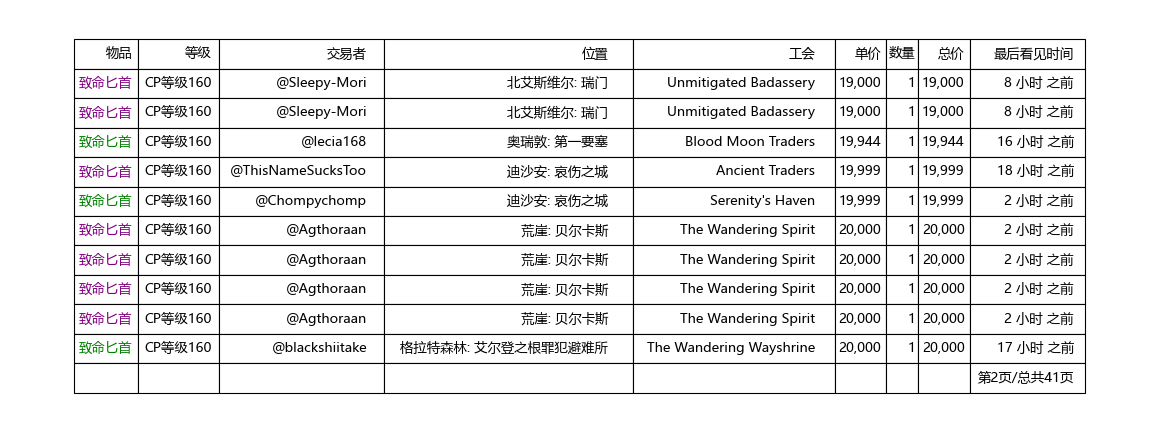 物品 等级 交易者 位置 工会 单价 数量 总价 最后看见时间
致命匕首 CP等级160 @Sleepy-Mori 北艾斯维尔: 瑞门 Unmitigated Badassery 19,000 1 19,000 8 小时 之前
致命匕首 CP等级160 @Sleepy-Mori 北艾斯维尔: 瑞门 Unmitigated Badassery 19,000 1 19,000 8 小时 之前
致命匕首 CP等级160 @lecia168 奥瑞敦: 第一要塞 Blood Moon Traders 19,944 1 19,944 16 小时 之前
致命匕首 CP等级160 @ThisNameSucksToo 迪沙安: 哀伤之城 Ancient Traders 19,999 1 19,999 18 小时 之前
致命匕首 CP等级160 @Chompychomp 迪沙安: 哀伤之城 Serenity's Haven 19,999 1 19,999 2 小时 之前
致命匕首 CP等级160 @Agthoraan 荒崖: 贝尔卡斯 The Wandering Spirit 20,000 1 20,000 2 小时 之前
致命匕首 CP等级160 @Agthoraan 荒崖: 贝尔卡斯 The Wandering Spirit 20,000 1 20,000 2 小时 之前
致命匕首 CP等级160 @Agthoraan 荒崖: 贝尔卡斯 The Wandering Spirit 20,000 1 20,000 2 小时 之前
致命匕首 CP等级160 @Agthoraan 荒崖: 贝尔卡斯 The Wandering Spirit 20,000 1 20,000 2 小时 之前
致命匕首 CP等级160 @blackshiitake 格拉特森林: 艾尔登之根罪犯避难所 The Wandering Wayshrine 20,000 1 20,000 17 小时 之前
第2页/总共41页